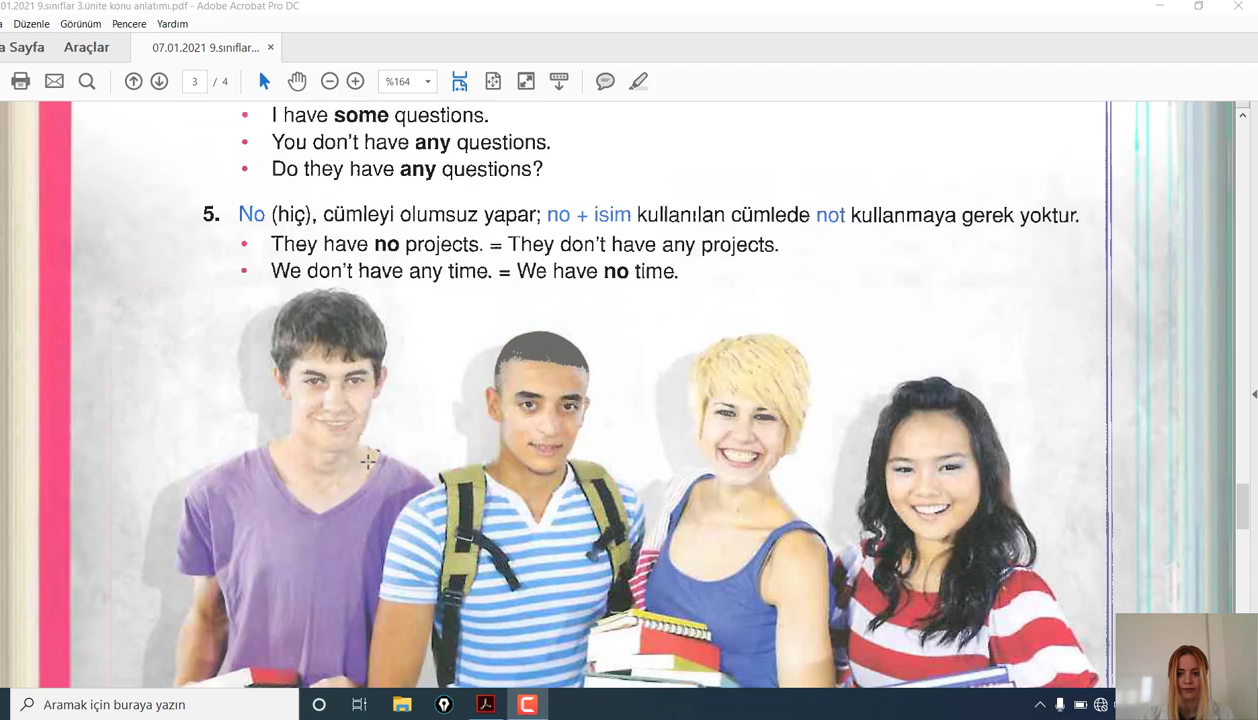 .01.2021 9.sınıflar 3.ünite konu anlatımı.pdf - Adobe Acrobat Pro DC
Düzenle Görünüm Pencere Yardım
a Sayfa Araçlar 07.01.2021 9.sınıflar... ×
3 / 4 %164
• I have some questions.
• You don't have any questions.
• Do they have any questions?
5. No (hiç), cümleyi olumsuz yapar; no + isim kullanılan cümlede not kullanmaya gerek yoktur.
• They have no projects. = They don't have any projects.
• We don't have any time. = We have no time.
Aramak için buraya yazın